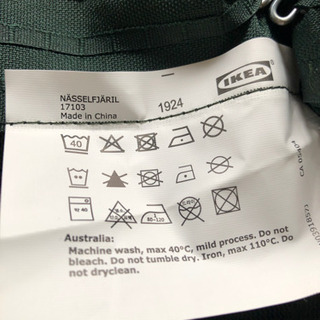 NÄSSELFJÄRIL
17103
Made in China
1924
IKEA
40
Australia:
Machine wash, max 40°C, mild process. Do not
bleach. Do not tumble dry. Iron, max 110°C. Do
not dryclean.